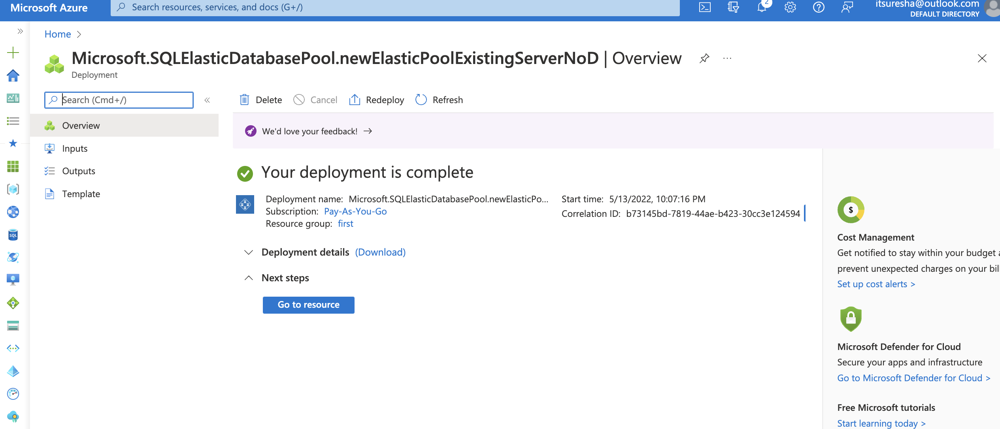 Microsoft Azure
Search resources, services, and docs (G+/)
2
itsuresha@outlook.com
DEFAULT DIRECTORY
Home
Microsoft.SQLElasticDatabasePool.newElasticPoolExistingServerNoD | Overview
Deployment
Search (Cmd+/)
Delete
Cancel
Redeploy
Refresh
Overview
Inputs
Outputs
Template
We'd love your feedback! →
Your deployment is complete
Deployment name: Microsoft.SQLElasticDatabasePool.newElasticPo...
Subscription: Pay-As-You-Go
Resource group: first
Start time: 5/13/2022, 10:07:16 PM
Correlation ID: b73145bd-7819-44ae-b423-30cc3e124594
Deployment details (Download)
Next steps
Go to resource
SQL
$
Cost Management
Get notified to stay within your budget a
prevent unexpected charges on your bill
Set up cost alerts >
Microsoft Defender for Cloud
Secure your apps and infrastructure
Go to Microsoft Defender for Cloud >
Free Microsoft tutorials
Start learning today >